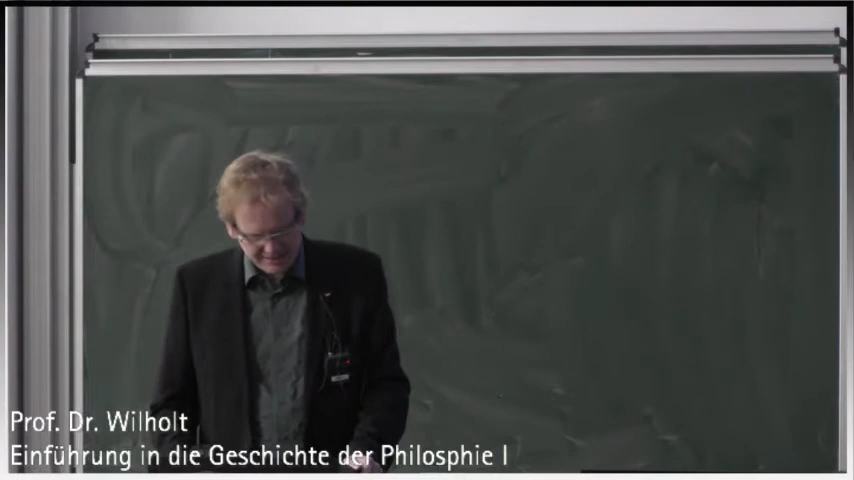 Prof. Dr. Wilholt
Einführung in die Geschichte der Philosphie I